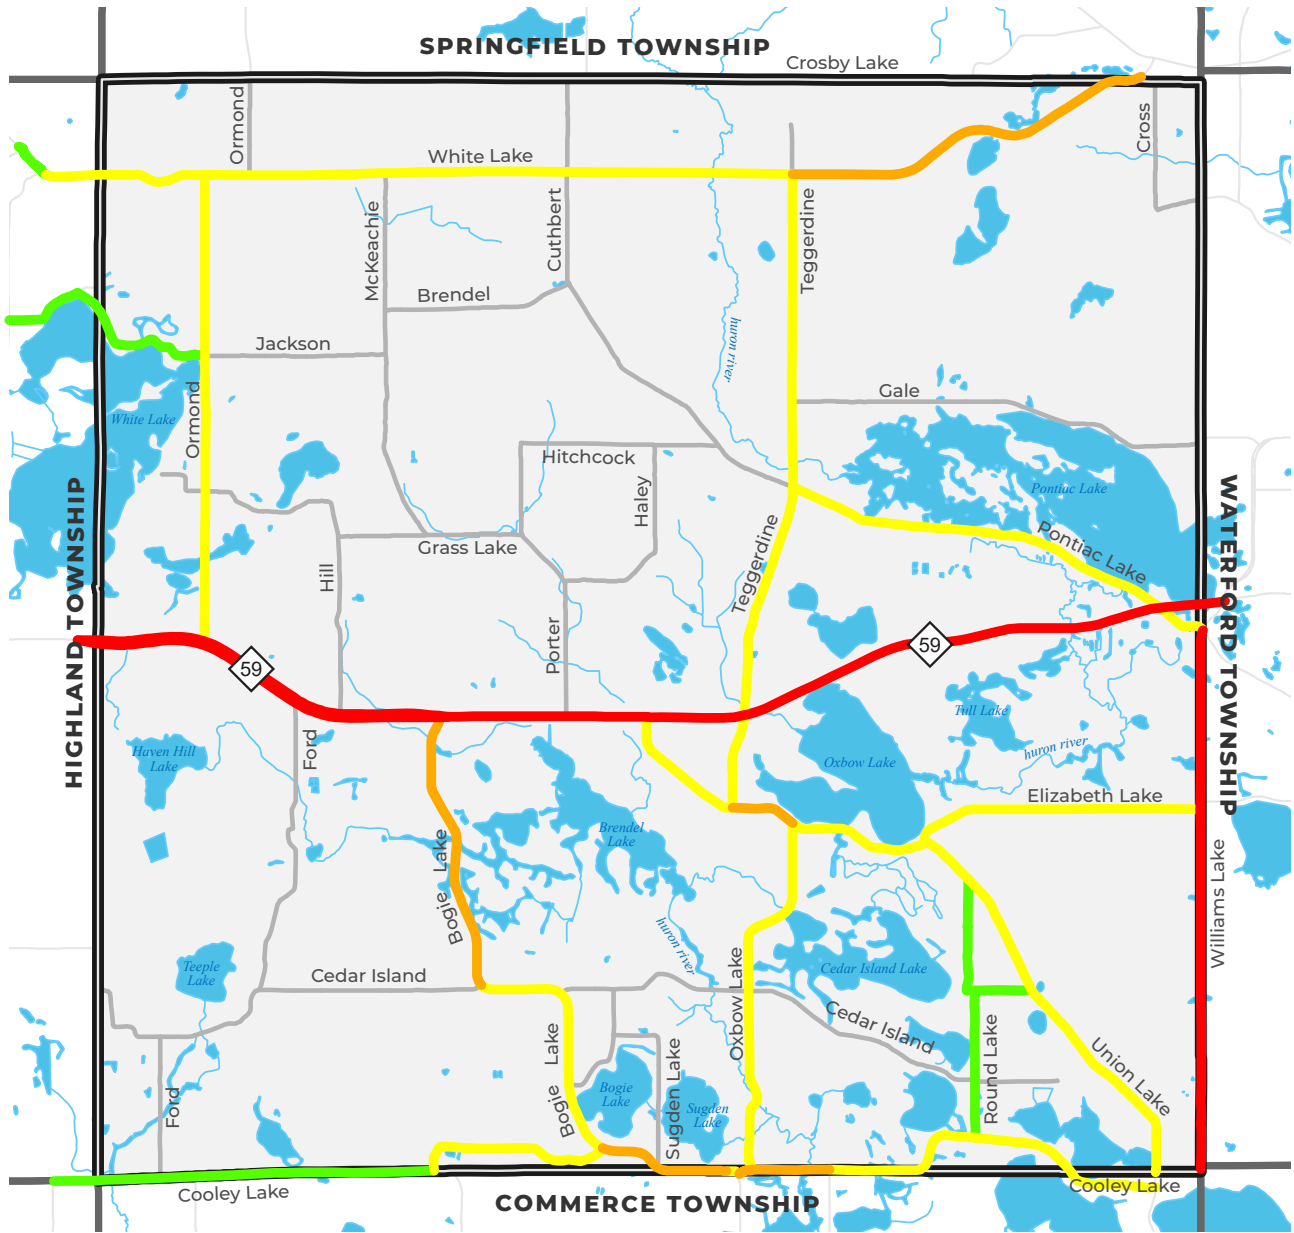 SPRINGFIELD TOWNSHIP
Crosby Lake
Ormond
Cross
White Lake
McKeachie
Cuthbert
Teggerdine
Brendel
huron river
Jackson
Gale
White Lake
Ormond
Hitchcock
Haley
Pontiac Lake
Grass Lake
Pontiac Lake
Teggerdine
HIGHLAND TOWNSHIP
WATERFORD TOWNSHIP
Hill
Porter
59
59
Tull Lake
Haven Hill
Lake
Ford
huron river
Oxbow Lake
Elizabeth Lake
Brendel
Lake
Bogie Lake
Williams Lake
huron river
Teeple
Lake
Cedar Island
Cedar Island Lake
Oxbow Lake
Cedar Island
Bogie Lake
Round Lake
Union Lake
Ford
Bogie
Lake
Sugden Lake
Sugden
Lake
Cooley Lake
Cooley Lake
COMMERCE TOWNSHIP